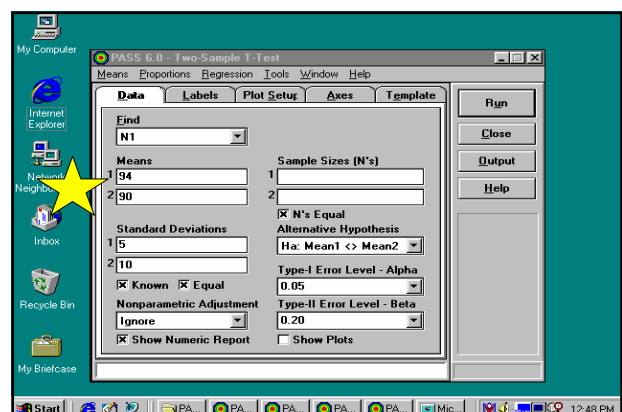 My Computer
Internet
Explorer
Network
Inbox
Recycle Bin
My Briefcase
PASS 6.0 - Two-Sample T-Test
Means Proportions Regression Tools Window Help
Data Labels Plot Setup Axes Template
Find
N1
Means Sample Sizes (N's)
1 94 1
2 90 2
N's Equal
Standard Deviations Alternative Hypothesis
1 5 Ha: Mean1 <> Mean2
2 10
Type-I Error Level - Alpha
Known Equal 0.05
Nonparametric Adjustment Type-II Error Level - Beta
Ignore 0.20
Show Numeric Report Show Plots
Run
Close
Output
Help
Start PA... PA... PA... PA... PA... Mic... 12:48 PM